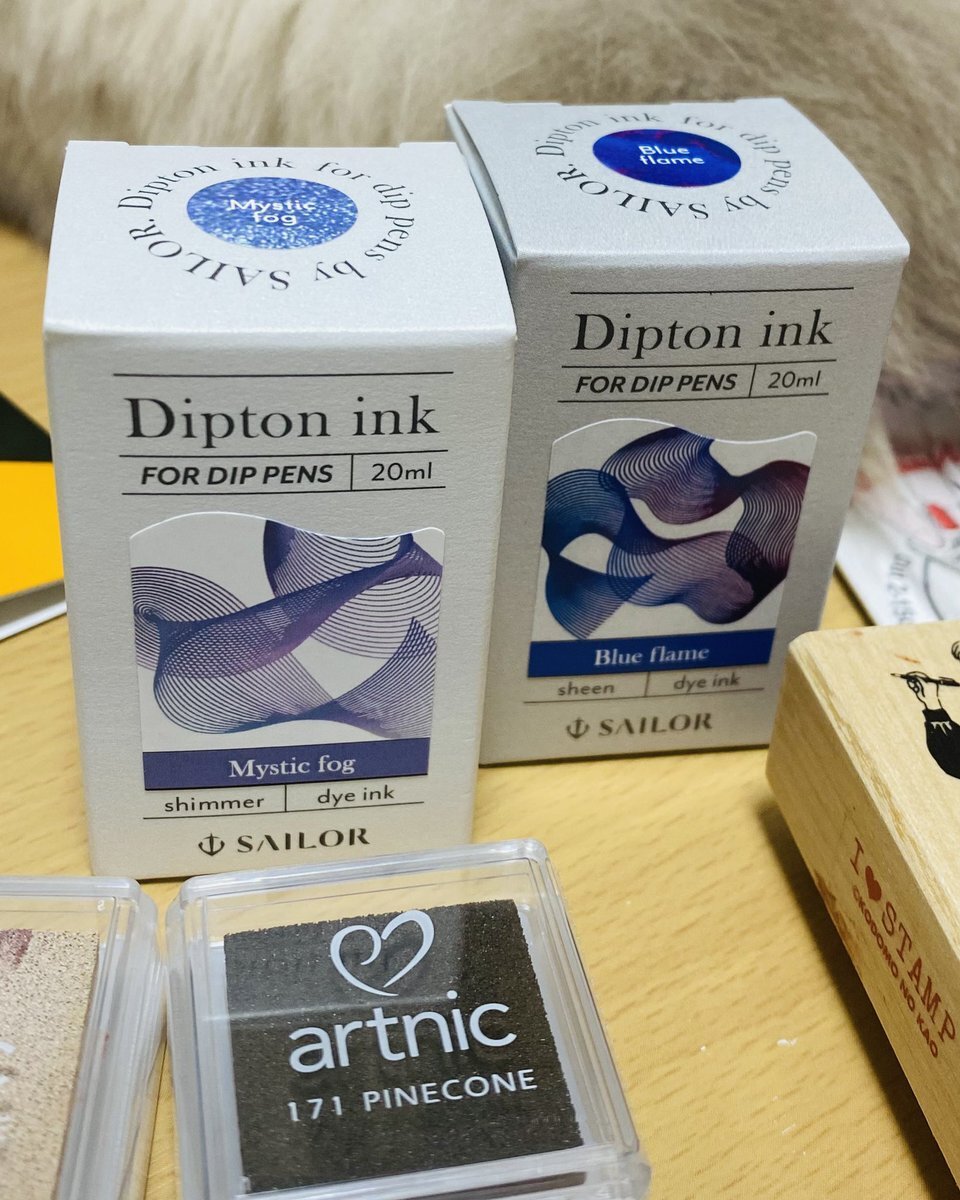 Dipton ink for dip pens by SAILOR.
Mystic
fog
Dipton ink
FOR DIP PENS
20ml
Mystic fog
shimmer
dye ink
SAILOR
Dipton ink for dip pens by SAILOR.
Blue
flame
Dipton ink
FOR DIP PENS
20ml
Blue flame
sheen
dye ink
SAILOR
artnic
171 PINECONE
I ♥ STAMP
CKODOMO NO KAO